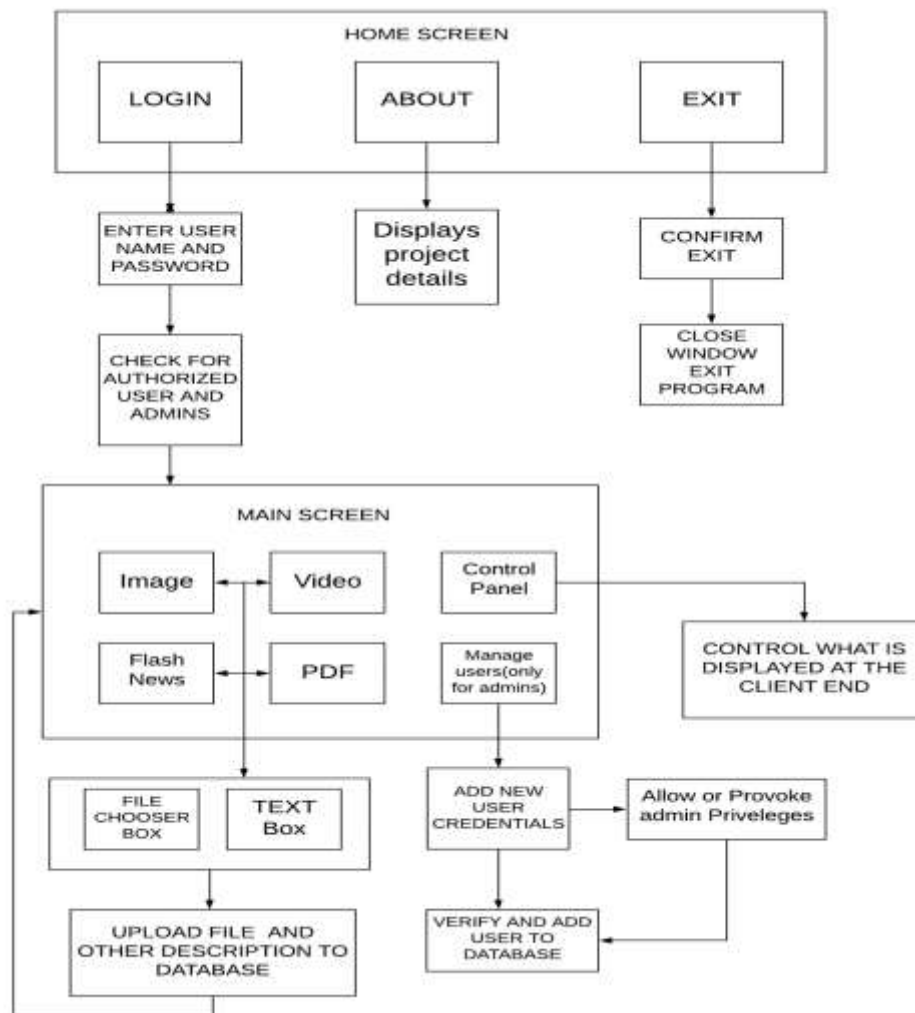 HOME SCREEN
LOGIN
ABOUT
EXIT
ENTER USER
NAME AND
PASSWORD
Displays
project
details
CONFIRM
EXIT
CHECK FOR
AUTHORIZED
USER AND
ADMINS
CLOSE
WINDOW
EXIT
PROGRAM
MAIN SCREEN
Image
Video
Control
Panel
Flash
News
PDF
Manage
users(only
for admins)
CONTROL WHAT IS
DISPLAYED AT THE
CLIENT END
FILE
CHOOSER
BOX
TEXT
Box
ADD NEW
USER
CREDENTIALS
Allow or Provoke
admin Priveleges
UPLOAD FILE AND
OTHER DESCRIPTION TO
DATABASE
VERIFY AND ADD
USER TO
DATABASE